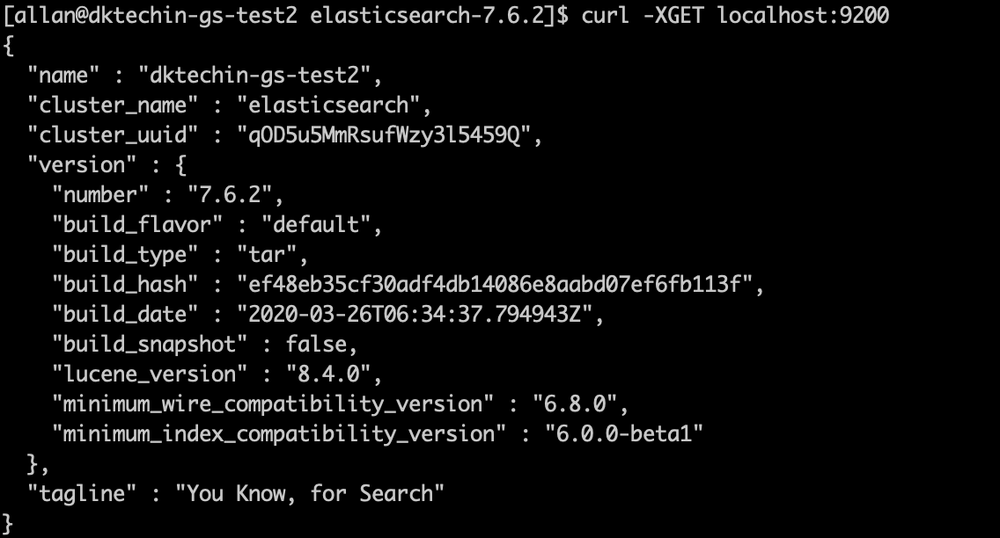 [allan@dktechin-gs-test2 elasticsearch-7.6.2]$ curl -XGET localhost:9200
{
  "name" : "dktechin-gs-test2",
  "cluster_name" : "elasticsearch",
  "cluster_uuid" : "qOD5u5MmRsufWzy3l5459Q",
  "version" : {
    "number" : "7.6.2",
    "build_flavor" : "default",
    "build_type" : "tar",
    "build_hash" : "ef48eb35cf30adf4db14086e8aabd07ef6fb113f",
    "build_date" : "2020-03-26T06:34:37.794943Z",
    "build_snapshot" : false,
    "lucene_version" : "8.4.0",
    "minimum_wire_compatibility_version" : "6.8.0",
    "minimum_index_compatibility_version" : "6.0.0-beta1"
  },
  "tagline" : "You Know, for Search"
}